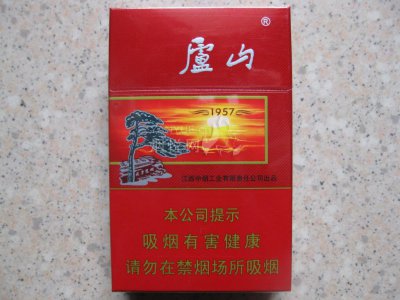 ®
盧山
1957
江西中烟工业有限责任公司出品
本公司提示
吸烟有害健康
请勿在禁烟场所吸烟